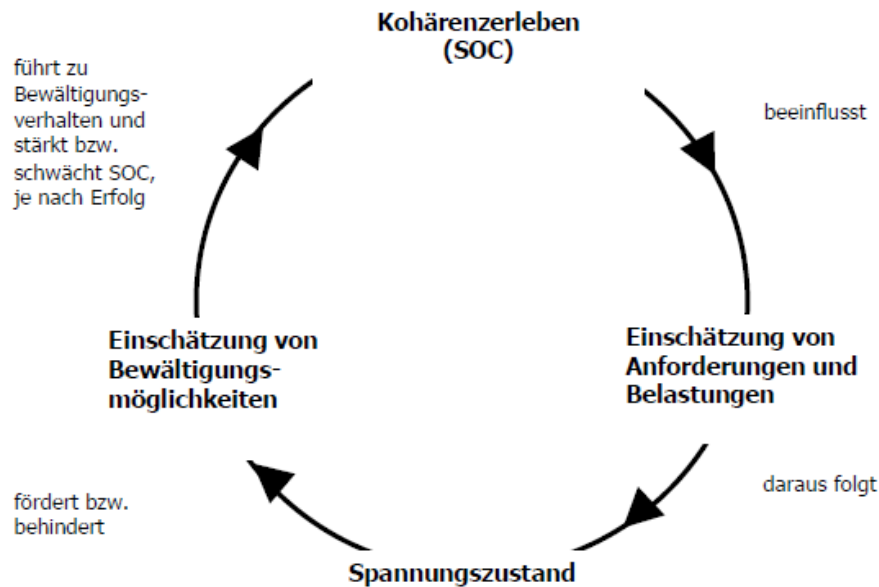 Kohärenzerleben
(SOC)
führt zu
Bewältigungs-
verhalten und
stärkt bzw.
schwächt SOC,
je nach Erfolg
beeinflusst
Einschätzung von
Bewältigungs-
möglichkeiten
Einschätzung von
Anforderungen und
Belastungen
fördert bzw.
behindert
daraus folgt
Spannungszustand